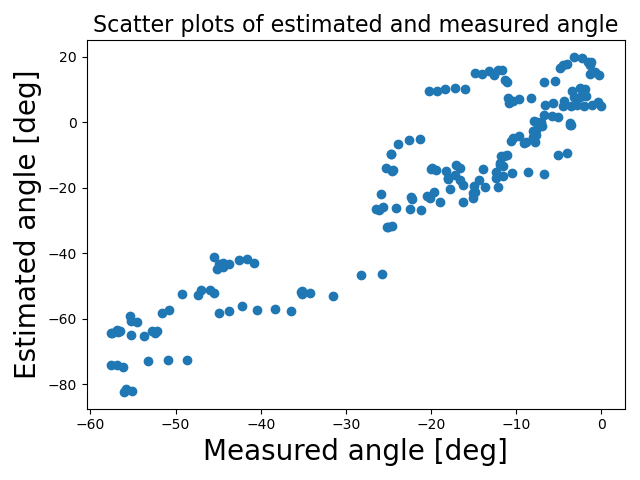 Scatter plots of estimated and measured angle
20
0
−20
−40
−60
−80
Estimated angle [deg]
−60 −50 −40 −30 −20 −10 0
Measured angle [deg]